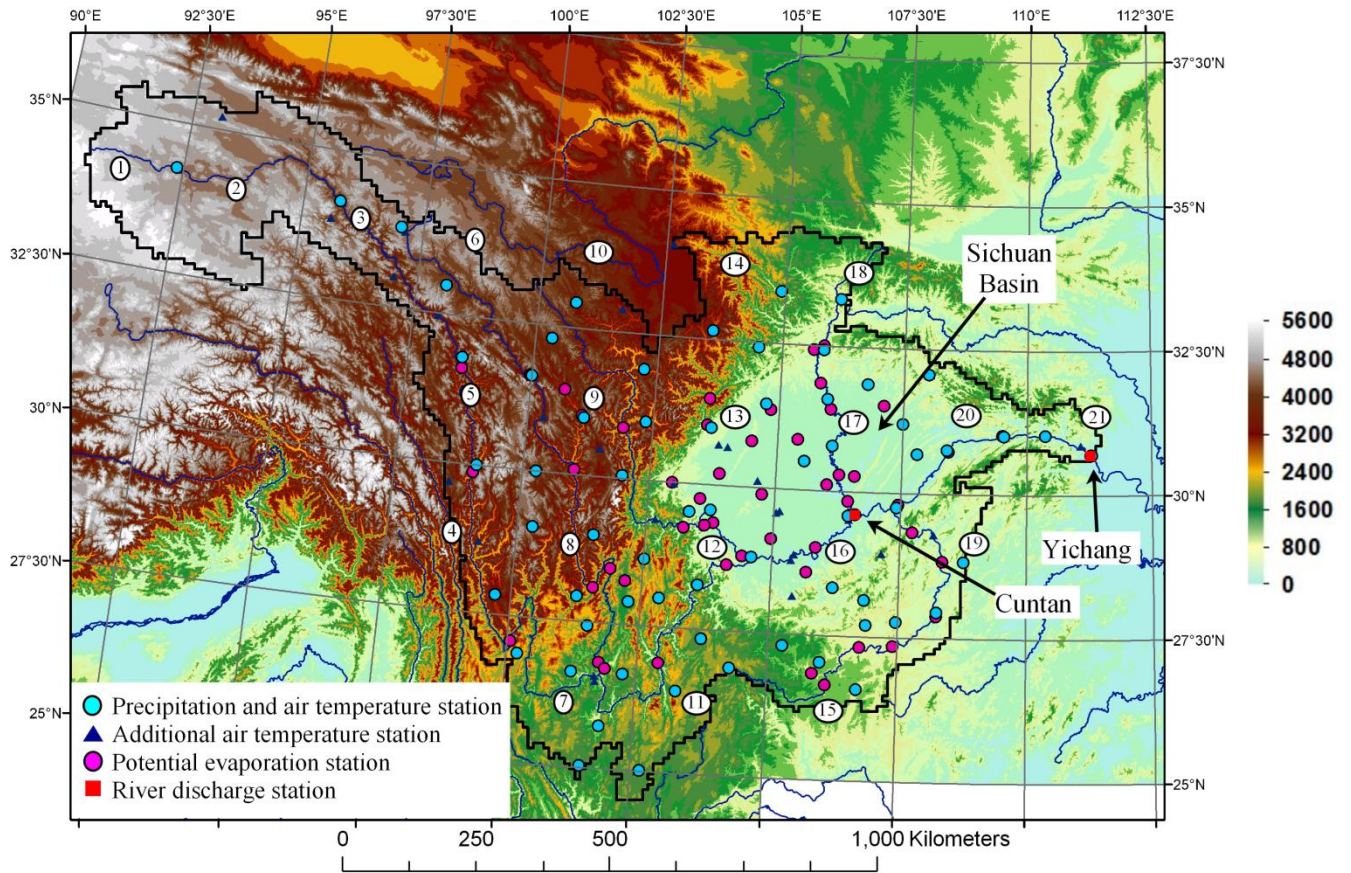 90°0'E 92°30'E 95°E 97°30'E 100°E 102°30'E 105°E 107°30'E 110°E 112°30'E
37°30'N
35°N
35°N
32°30'N
32°30'N
30°N
30°N
27°30'N
27°30'N
25°N
25°N
1
2
3
6
10
14
18
Sichuan
Basin
5
9
13
17
20
21
4
8
12
16
19
Yichang
Cuntan
7
11
15
5600
4800
4000
3200
2400
1600
800
0
Precipitation and air temperature station
Additional air temperature station
Potential evaporation station
River discharge station
0 250 500 1,000 Kilometers